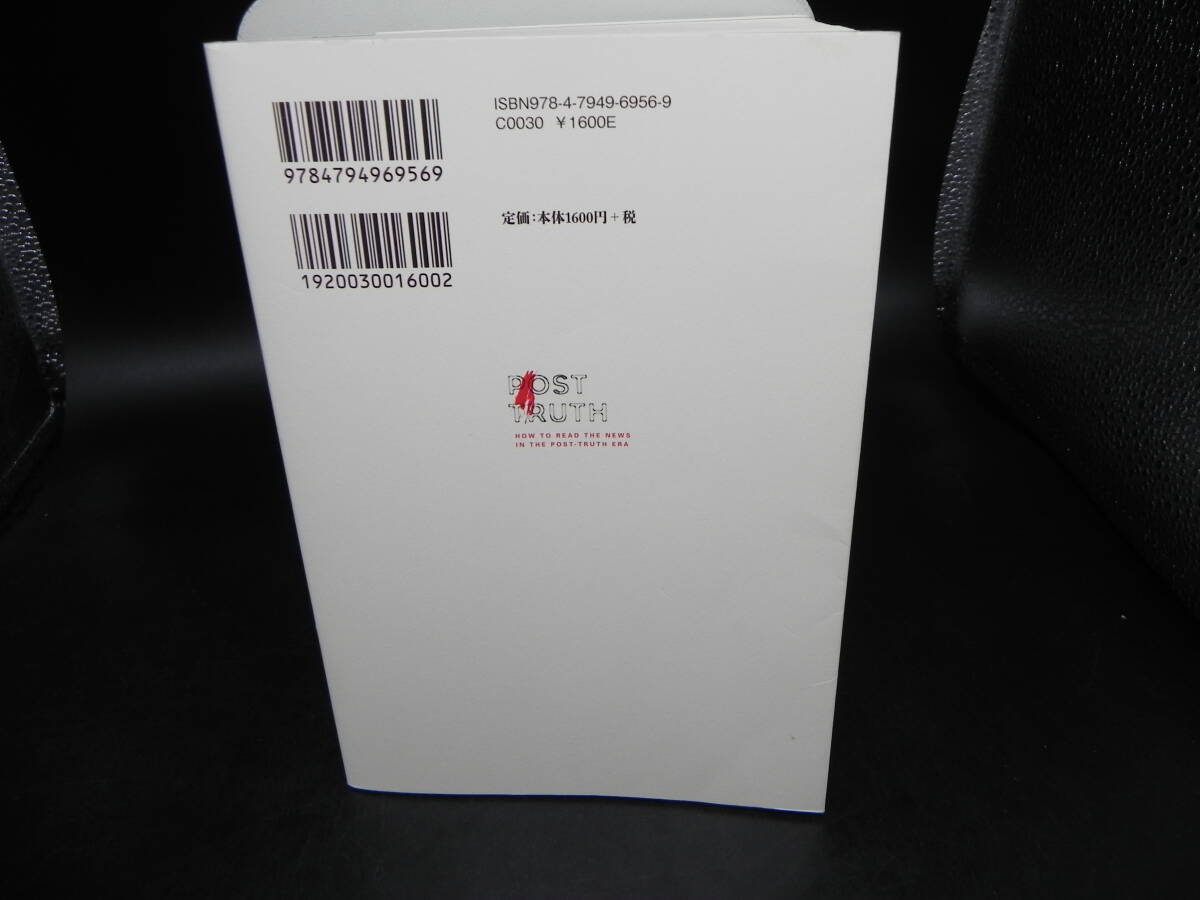 ISBN978-4-7949-6956-9
C0030 ¥1600E
9784794969569
定価：本体1600円＋税
1920030016002
POST
TRUTH
HOW TO READ THE NEWS
IN THE POST-TRUTH ERA